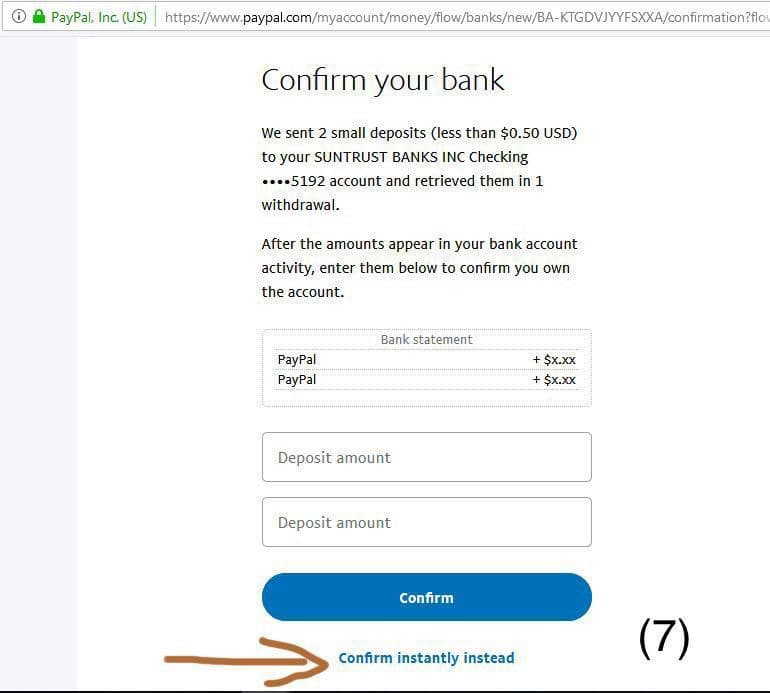 PayPal, Inc. (US) https://www.paypal.com/myaccount/money/flow/banks/new/BA-KTGDVJYYFSXXA/confirmation?flo
Confirm your bank
We sent 2 small deposits (less than $0.50 USD)
to your SUNTRUST BANKS INC Checking
••••5192 account and retrieved them in 1
withdrawal.
After the amounts appear in your bank account
activity, enter them below to confirm you own
the account.
Bank statement
PayPal + $x.xx
PayPal + $x.xx
Deposit amount
Deposit amount
Confirm
(7)
Confirm instantly instead